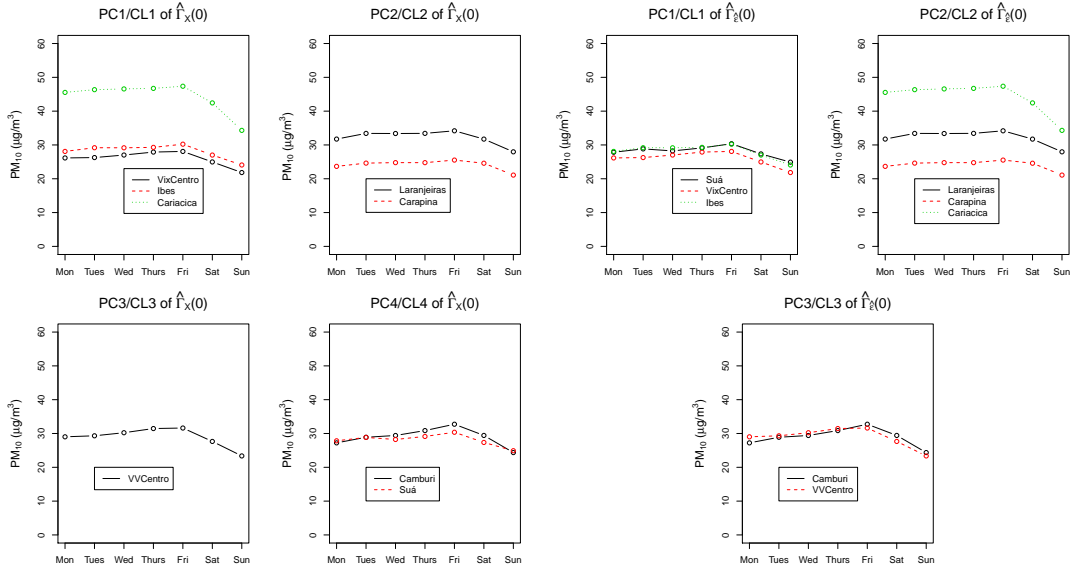 PC1/CL1 of Γ̂X(0)
PM10 (µg/m³)
60
50
40
30
20
10
0
VixCentro
Ibes
Cariacica
Mon Tues Wed Thurs Fri Sat Sun
PC2/CL2 of Γ̂X(0)
PM10 (µg/m³)
60
50
40
30
20
10
0
Laranjeiras
Carapina
Mon Tues Wed Thurs Fri Sat Sun
PC1/CL1 of Γ̂ε̂(0)
PM10 (µg/m³)
60
50
40
30
20
10
0
Suá
VixCentro
Ibes
Mon Tues Wed Thurs Fri Sat Sun
PC2/CL2 of Γ̂ε̂(0)
PM10 (µg/m³)
60
50
40
30
20
10
0
Laranjeiras
Carapina
Cariacica
Mon Tues Wed Thurs Fri Sat Sun
PC3/CL3 of Γ̂X(0)
PM10 (µg/m³)
60
50
40
30
20
10
0
VVCentro
Mon Tues Wed Thurs Fri Sat Sun
PC4/CL4 of Γ̂X(0)
PM10 (µg/m³)
60
50
40
30
20
10
0
Camburi
Suá
Mon Tues Wed Thurs Fri Sat Sun
PC3/CL3 of Γ̂ε̂(0)
PM10 (µg/m³)
60
50
40
30
20
10
0
Camburi
VVCentro
Mon Tues Wed Thurs Fri Sat Sun